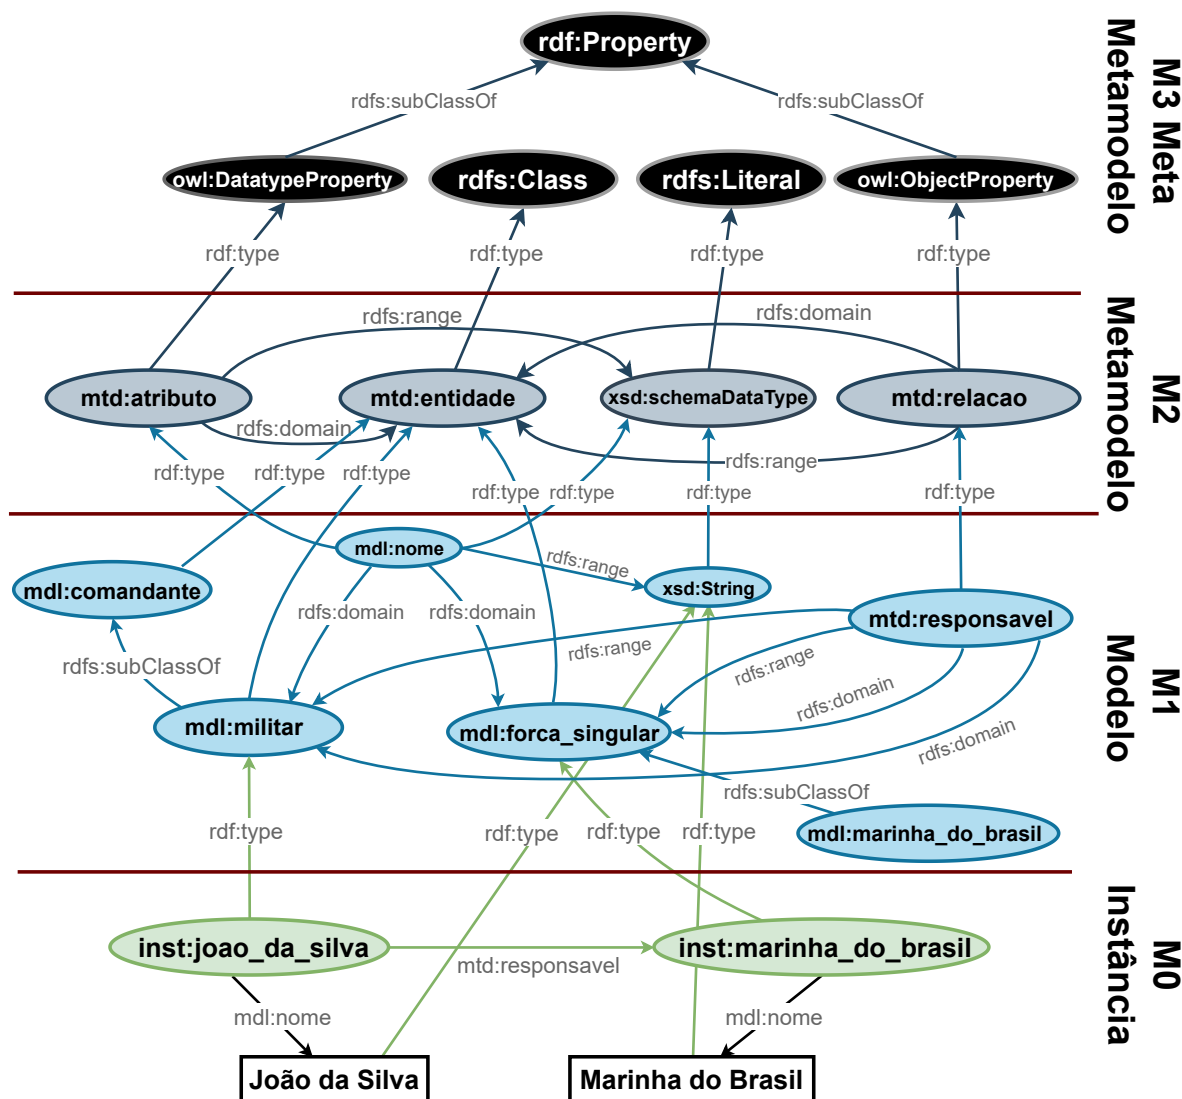 rdf:Property
rdfs:subClassOf
rdfs:subClassOf
owl:DatatypeProperty
rdfs:Class
rdfs:Literal
owl:ObjectProperty
rdf:type
rdf:type
rdf:type
rdf:type
M3 Meta
Metamodelo
rdfs:range
rdfs:domain
mtd:atributo
mtd:entidade
xsd:schemaDataType
mtd:relacao
rdfs:domain
rdfs:range
rdf:type
rdf:type
rdf:type
rdf:type
rdf:type
rdf:type
rdf:type
M2
Metamodelo
mdl:nome
rdfs:range
mdl:comandante
xsd:String
mtd:responsavel
rdfs:domain
rdfs:domain
rdfs:subClassOf
rdfs:range
rdfs:range
rdfs:domain
rdfs:domain
mdl:militar
mdl:forca_singular
rdfs:subClassOf
mdl:marinha_do_brasil
rdf:type
rdf:type
rdf:type
rdf:type
M1
Modelo
inst:joao_da_silva
mtd:responsavel
inst:marinha_do_brasil
mdl:nome
mdl:nome
João da Silva
Marinha do Brasil
M0
Instância